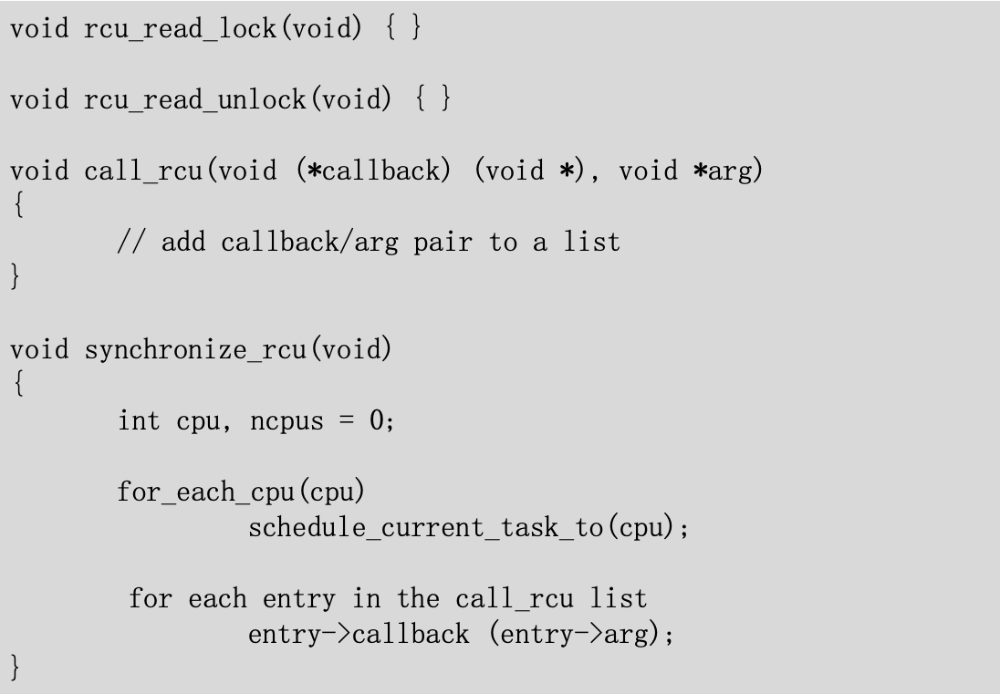 void rcu_read_lock(void) { }
void rcu_read_unlock(void) { }
void call_rcu(void (*callback) (void *), void *arg)
{
// add callback/arg pair to a list
}
void synchronize_rcu(void)
{
int cpu, ncpus = 0;
for_each_cpu(cpu)
schedule_current_task_to(cpu);
for each entry in the call_rcu list
entry->callback (entry->arg);
}